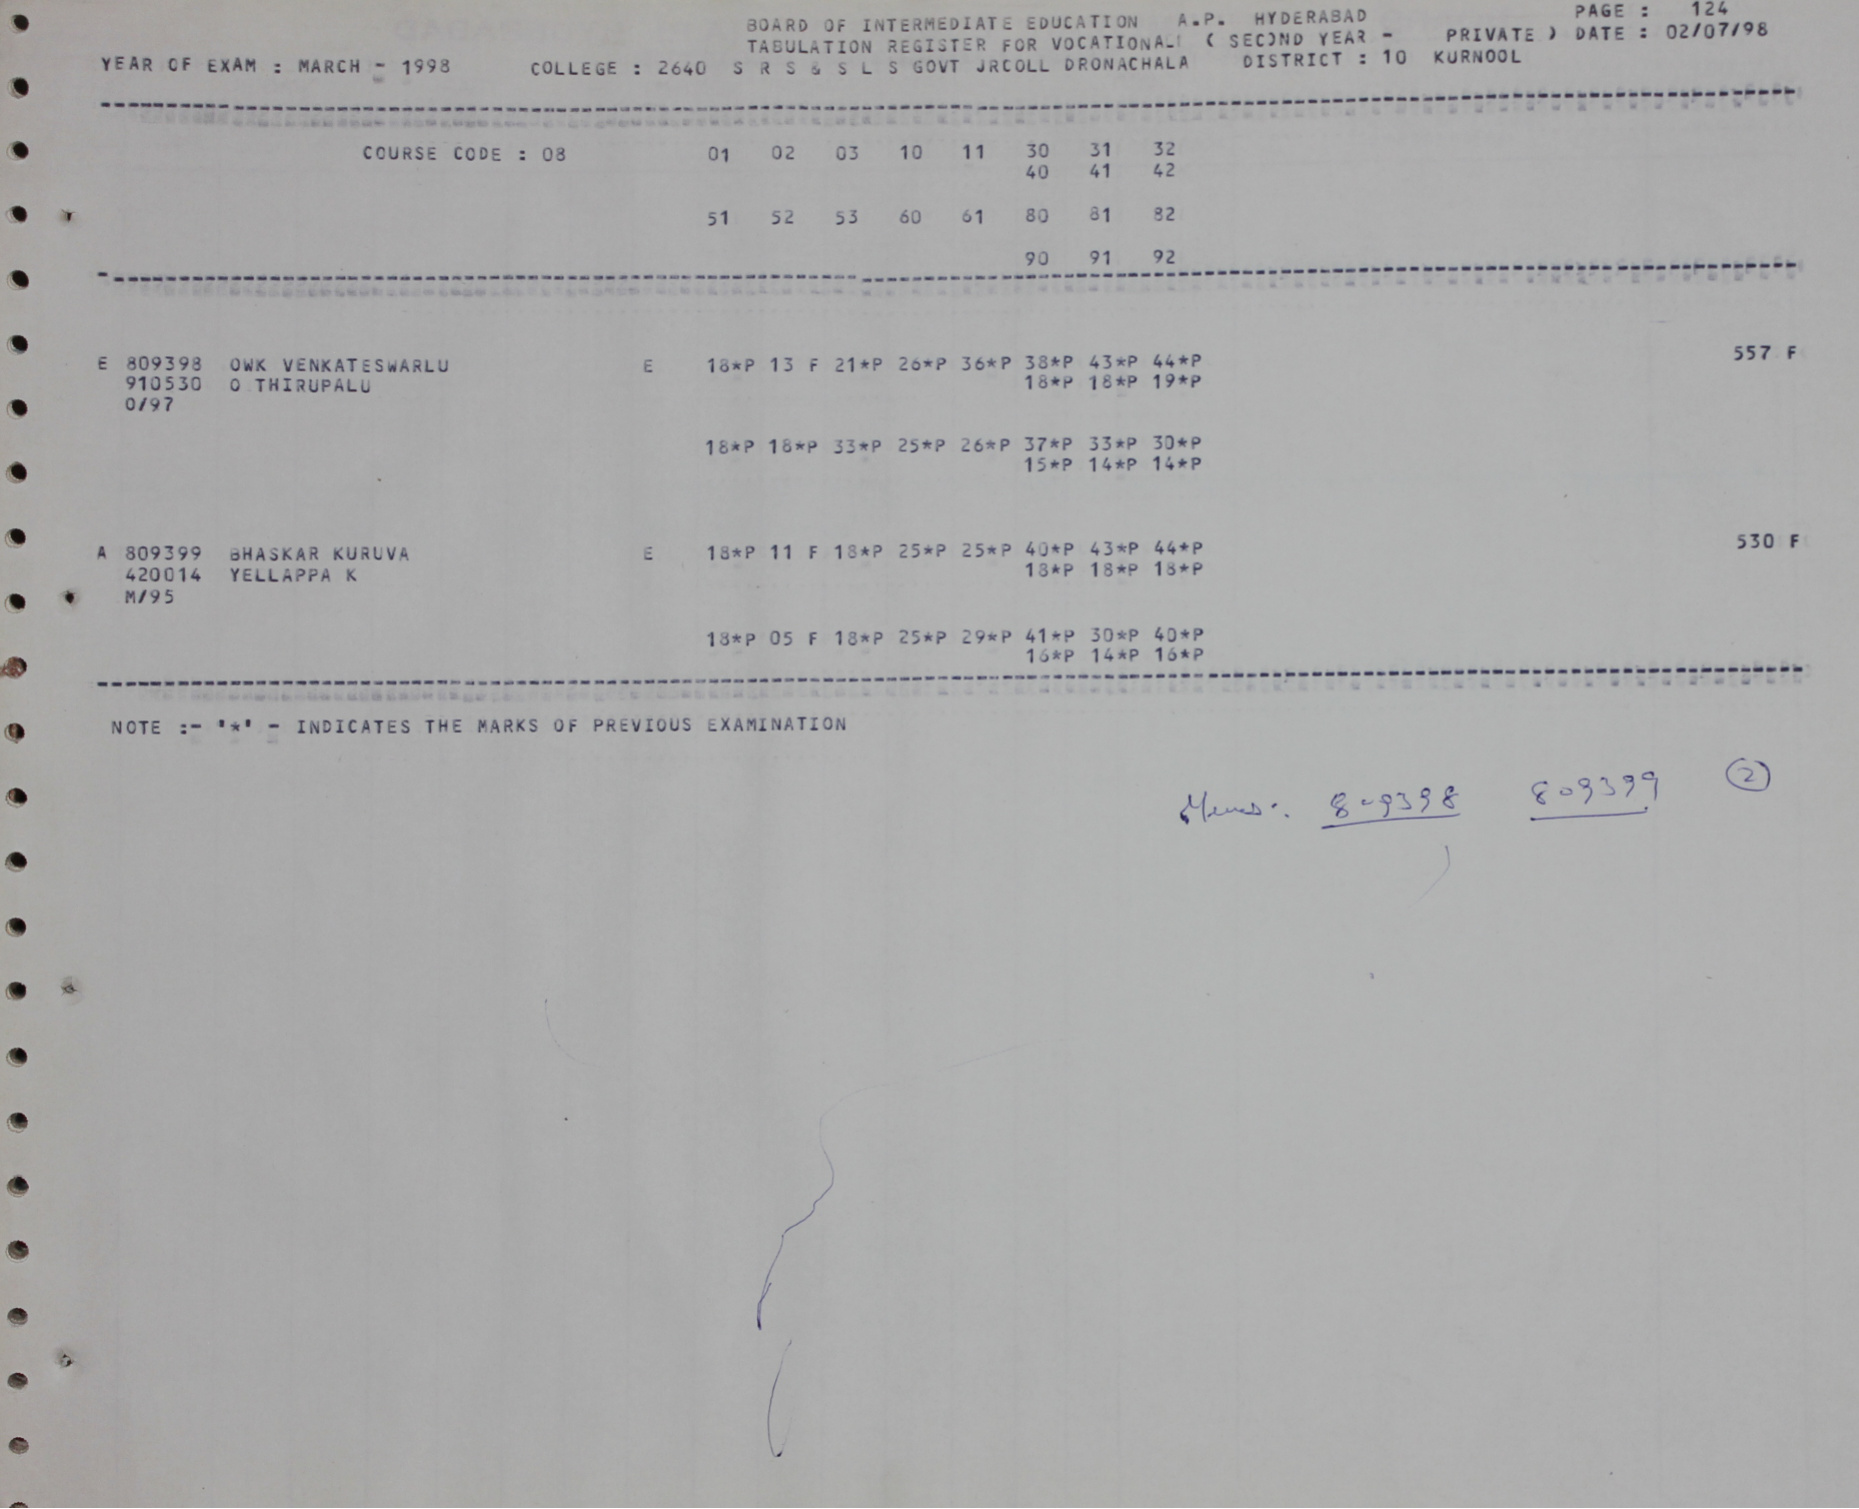 BOARD OF INTERMEDIATE EDUCATION A.P. HYDERABAD PAGE : 124
TABULATION REGISTER FOR VOCATIONAL ( SECOND YEAR - PRIVATE ) DATE : 02/07/98
YEAR OF EXAM : MARCH - 1998 COLLEGE : 2640 S R S & S L S GOVT JRCOLL DRONACHALA DISTRICT : 10 KURNOOL
COURSE CODE : 08 01 02 03 10 11 30 31 32
40 41 42
51 52 53 60 61 80 81 82
90 91 92
E 809398 OWK VENKATESWARLU E 18*P 13 F 21*P 26*P 36*P 38*P 43*P 44*P 557 F
910530 O THIRUPALU 18*P 18*P 19*P
O/97
18*P 18*P 33*P 25*P 26*P 37*P 33*P 30*P
15*P 14*P 14*P
A 809399 BHASKAR KURUVA E 18*P 11 F 18*P 25*P 25*P 40*P 43*P 44*P 530 F
420014 YELLAPPA K 18*P 18*P 18*P
M/95
18*P 05 F 18*P 25*P 29*P 41*P 30*P 40*P
16*P 14*P 16*P
NOTE :- '*' - INDICATES THE MARKS OF PREVIOUS EXAMINATION
809398 809399 2